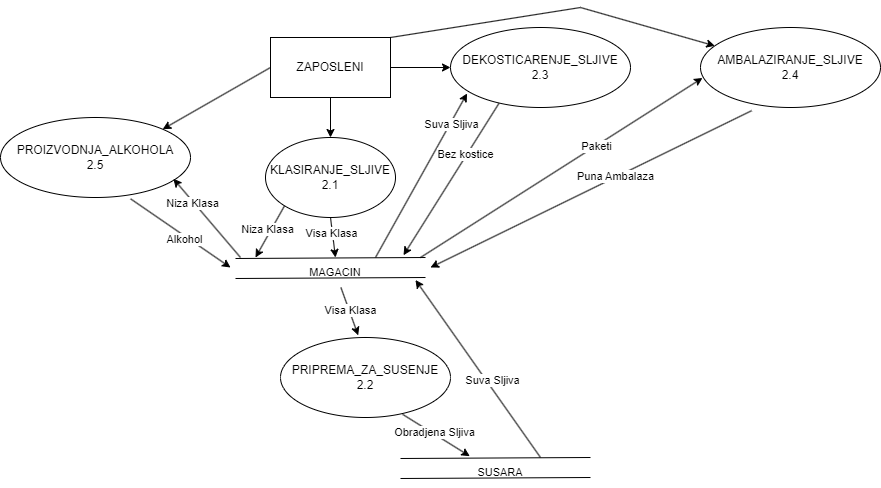 ZAPOSLENI
DEKOSTICARENJE_SLJIVE
2.3
AMBALAZIRANJE_SLJIVE
2.4
PROIZVODNJA_ALKOHOLA
2.5
KLASIRANJE_SLJIVE
2.1
Suva Sljiva
Bez kostice
Paketi
Puna Ambalaza
Niza Klasa
Alkohol
Niza Klasa
Visa Klasa
MAGACIN
Visa Klasa
PRIPREMA_ZA_SUSENJE
2.2
Suva Sljiva
Obradjena Sljiva
SUSARA